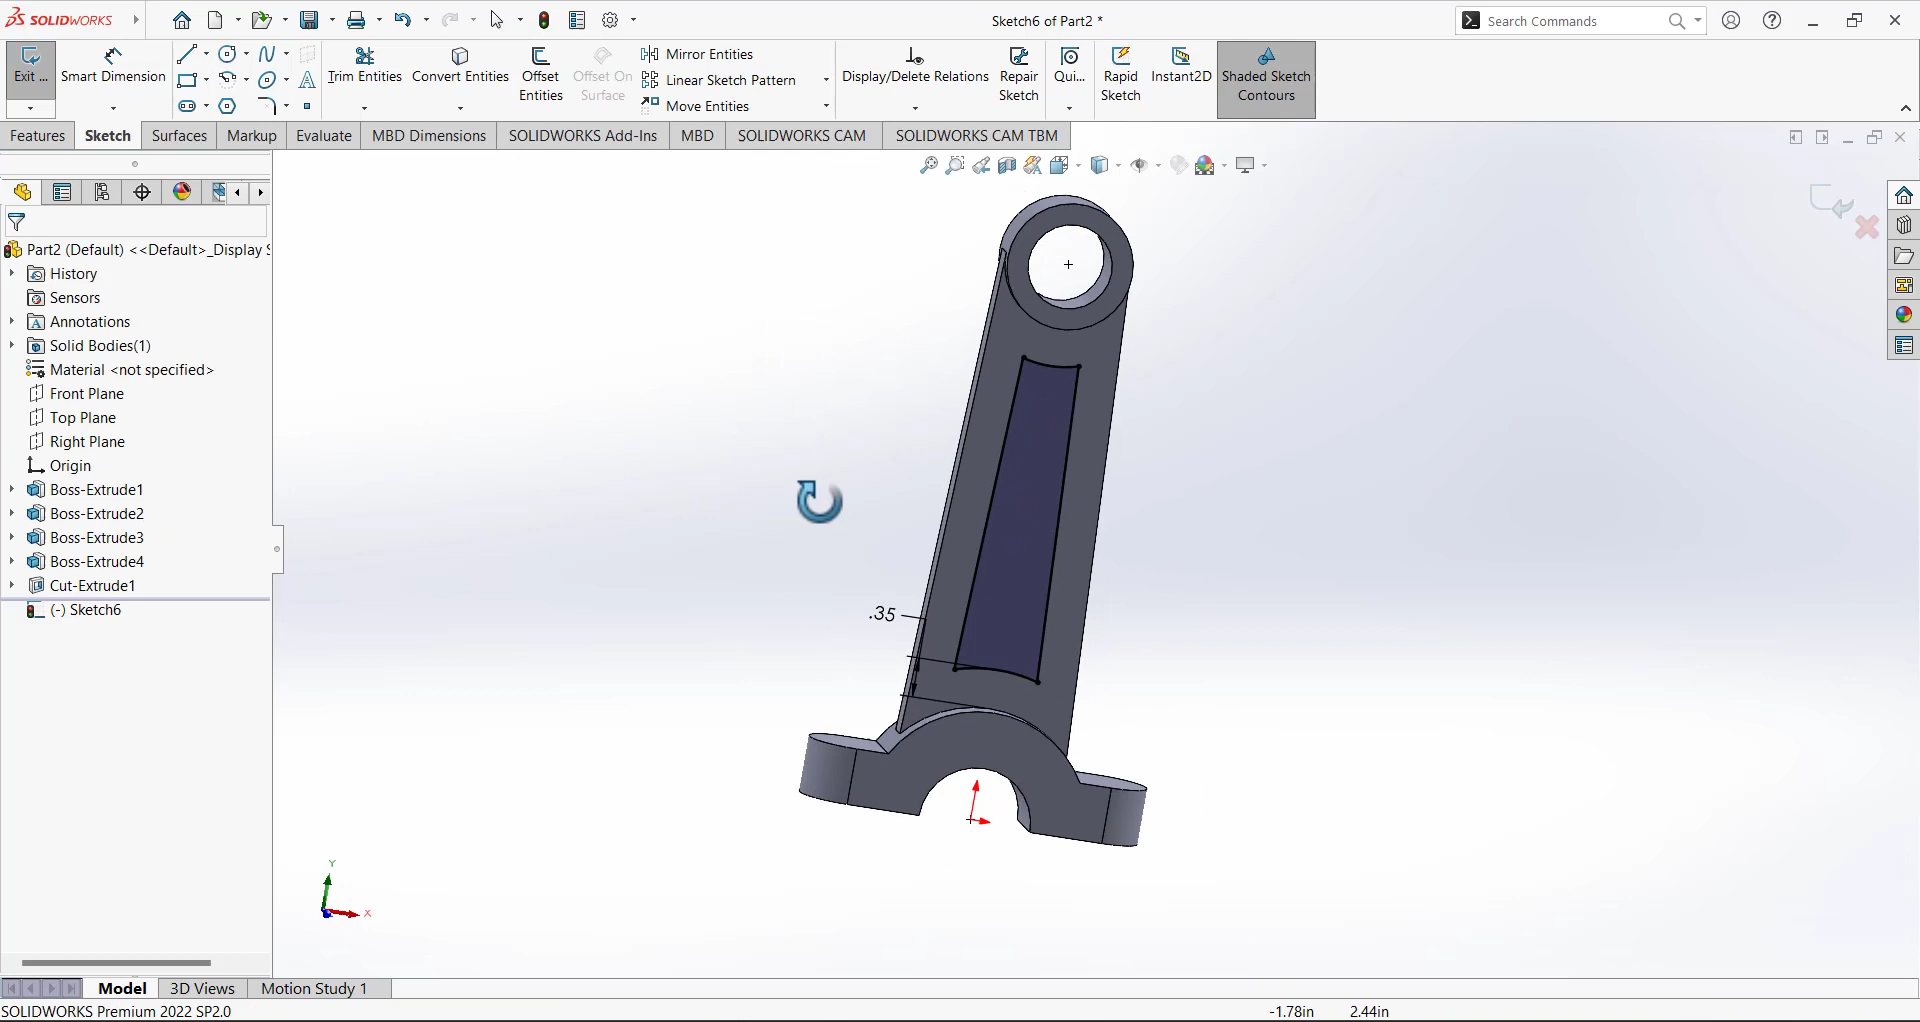 SOLIDWORKS
Sketch6 of Part2 *
Search Commands
Exit ...
Smart Dimension
Trim Entities
Convert Entities
Offset Entities
Offset On Surface
Mirror Entities
Linear Sketch Pattern
Move Entities
Display/Delete Relations
Repair Sketch
Qui...
Rapid Sketch
Instant2D
Shaded Sketch Contours
Features
Sketch
Surfaces
Markup
Evaluate
MBD Dimensions
SOLIDWORKS Add-Ins
MBD
SOLIDWORKS CAM
SOLIDWORKS CAM TBM
Part2 (Default) <<Default>_Display S
History
Sensors
Annotations
Solid Bodies(1)
Material <not specified>
Front Plane
Top Plane
Right Plane
Origin
Boss-Extrude1
Boss-Extrude2
Boss-Extrude3
Boss-Extrude4
Cut-Extrude1
(-) Sketch6
.35
Y
X
Model
3D Views
Motion Study 1
SOLIDWORKS Premium 2022 SP2.0
-1.78in
2.44in